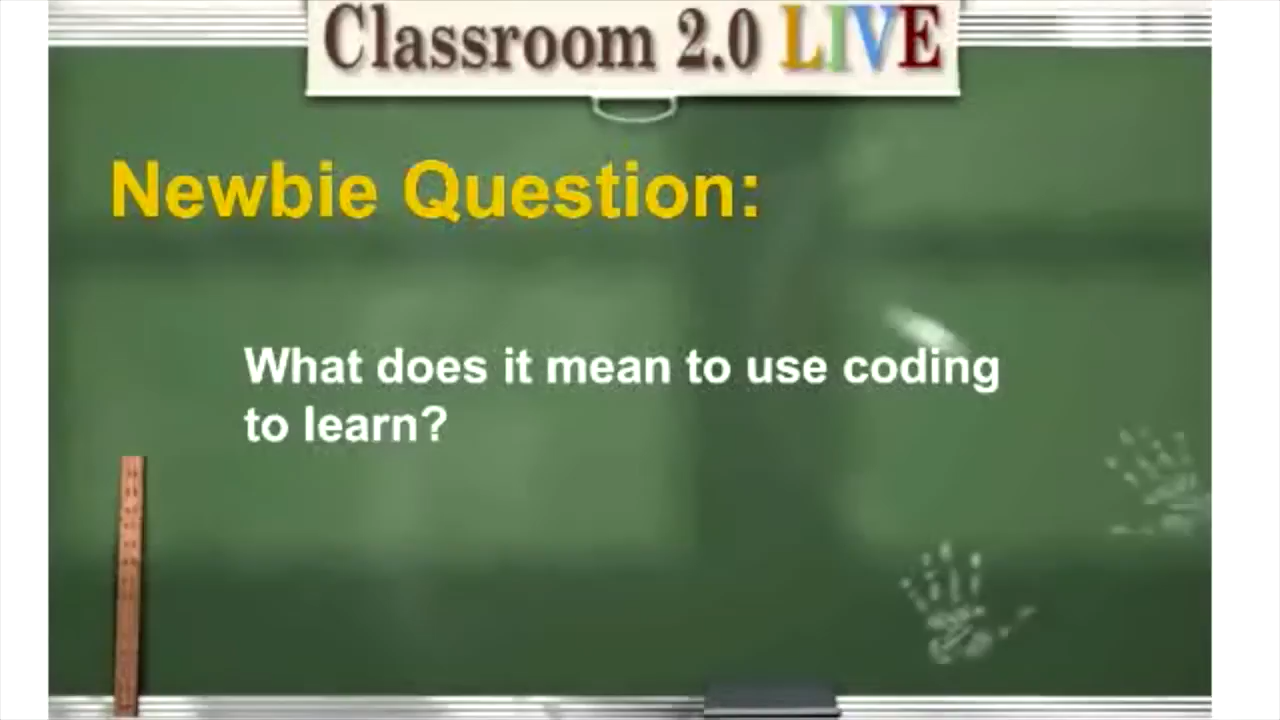 Classroom 2.0 LIVE
Newbie Question:
What does it mean to use coding
to learn?